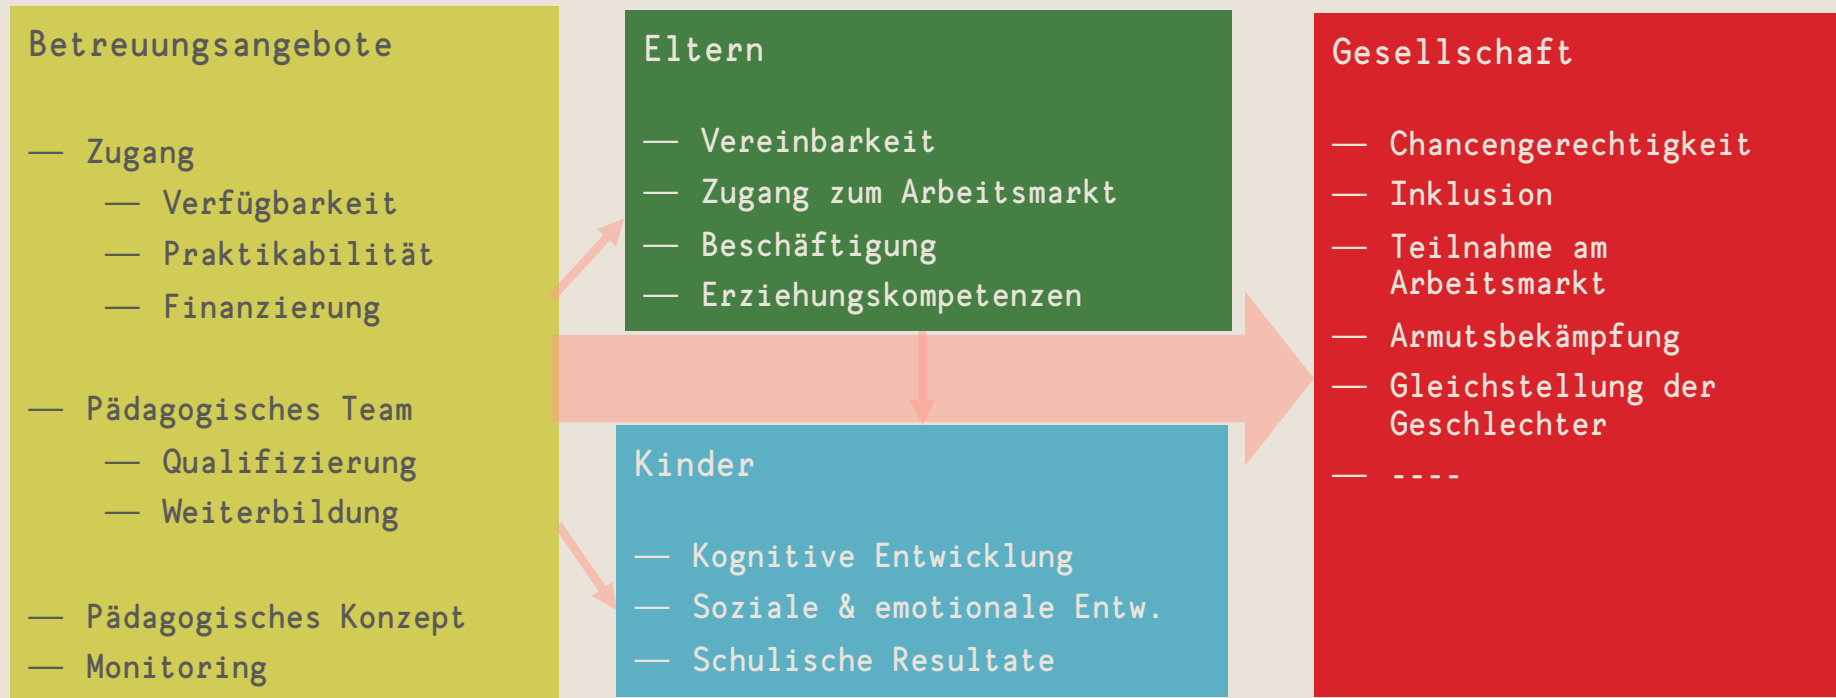 Betreuungsangebote
— Zugang
— Verfügbarkeit
— Praktikabilität
— Finanzierung
— Pädagogisches Team
— Qualifizierung
— Weiterbildung
— Pädagogisches Konzept
— Monitoring
Eltern
— Vereinbarkeit
— Zugang zum Arbeitsmarkt
— Beschäftigung
— Erziehungskompetenzen
Kinder
— Kognitive Entwicklung
— Soziale & emotionale Entw.
— Schulische Resultate
Gesellschaft
— Chancengerechtigkeit
— Inklusion
— Teilnahme am
Arbeitsmarkt
— Armutsbekämpfung
— Gleichstellung der
Geschlechter
— ----